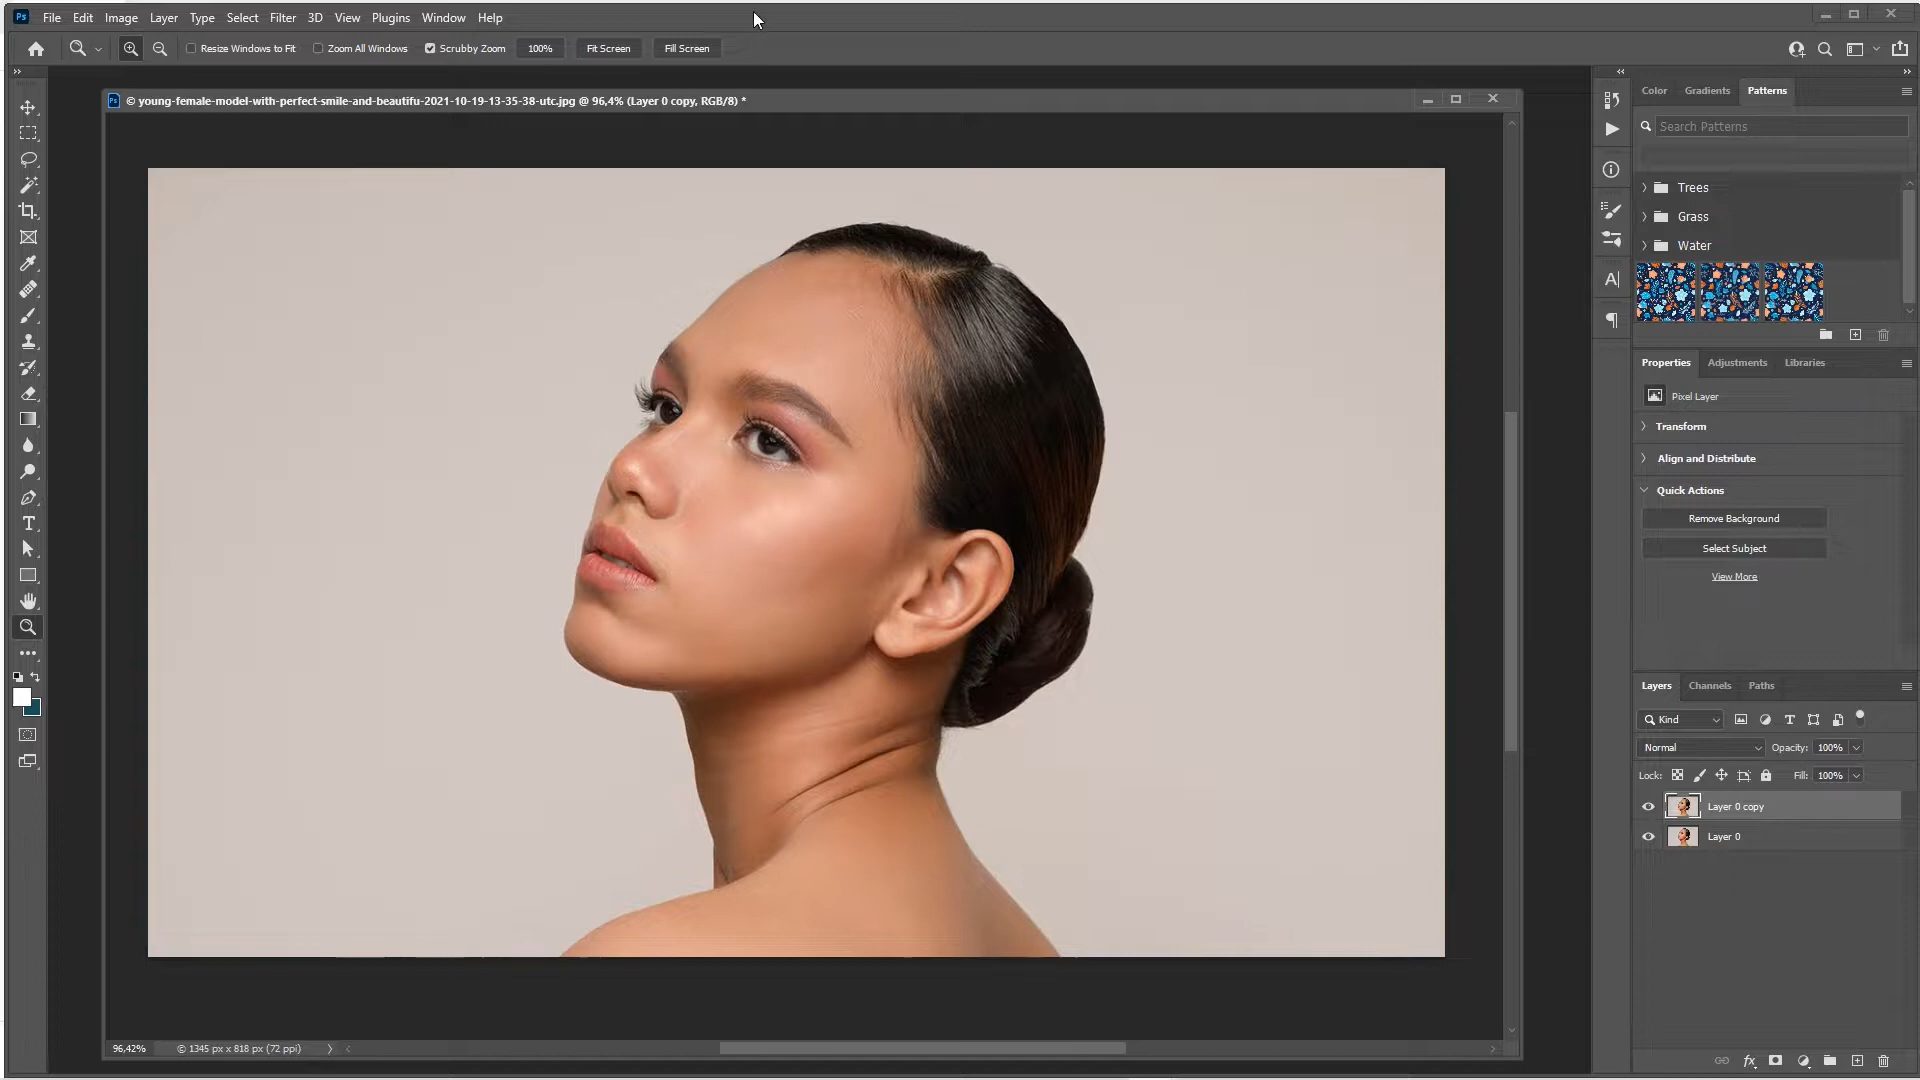 Ps File Edit Image Layer Type Select Filter 3D View Plugins Window Help
Resize Windows to Fit Zoom All Windows Scrubby Zoom 100% Fit Screen Fill Screen
Ps © young-female-model-with-perfect-smile-and-beautifu-2021-10-19-13-35-38-utc.jpg @ 96,4% (Layer 0 copy, RGB/8) *
Color Gradients Patterns
Search Patterns
Trees
Grass
Water
Properties Adjustments Libraries
Pixel Layer
Transform
Align and Distribute
Quick Actions
Remove Background
Select Subject
View More
Layers Channels Paths
Kind
Normal Opacity: 100%
Lock: Fill: 100%
Layer 0 copy
Layer 0
96,42% © 1345 px x 818 px (72 ppi)